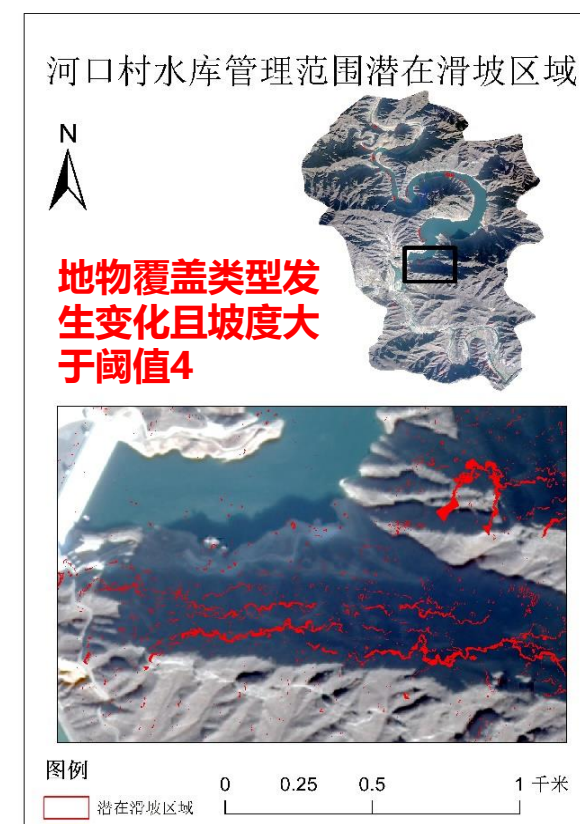 河口村水库管理范围潜在滑坡区域
N
地物覆盖类型发
生变化且坡度大
于阈值4
图例
潜在滑坡区域
0 0.25 0.5 1 千米